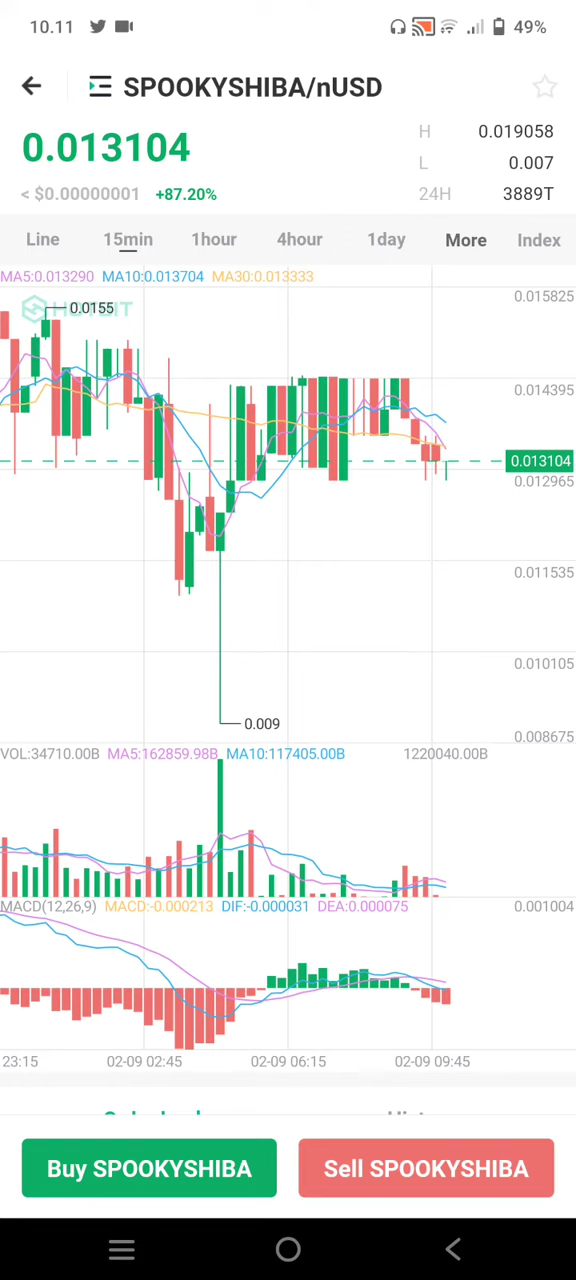 10.11 49%
SPOOKYSHIBA/nUSD
0.013104
H 0.019058
L 0.007
< $0.00000001 +87.20%
24H 3889T
Line 15min 1hour 4hour 1day More Index
MA5:0.013290 MA10:0.013704 MA30:0.013333
0.015825
HOTBIT
0.0155
0.014395
0.013104
0.012965
0.011535
0.010105
0.009
0.008675
VOL:34710.00B MA5:162859.98B MA10:117405.00B 1220040.00B
MACD(12,26,9) MACD:-0.000213 DIF:-0.000031 DEA:0.000075 0.001004
23:15 02-09 02:45 02-09 06:15 02-09 09:45
Buy SPOOKYSHIBA Sell SPOOKYSHIBA